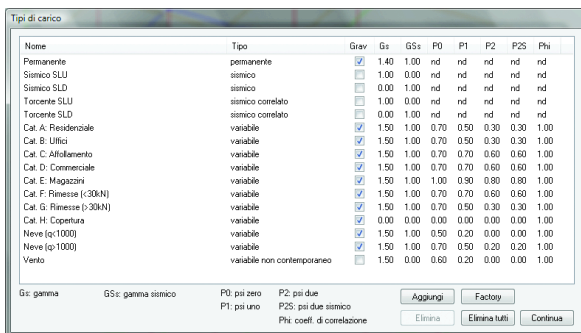 Tipi di carico
Nome Tipo Grav Gs GSs P0 P1 P2 P2S Phi
Permanente permanente 1.40 1.00 nd nd nd nd nd
Sismico SLU sismico 1.00 0.00 nd nd nd nd nd
Sismico SLD sismico 0.00 1.00 nd nd nd nd nd
Torcente SLU sismico correlato 1.00 0.00 nd nd nd nd nd
Torcente SLD sismico correlato 0.00 1.00 nd nd nd nd nd
Cat. A: Residenziale variabile 1.50 1.00 0.70 0.50 0.30 0.30 1.00
Cat. B: Uffici variabile 1.50 1.00 0.70 0.50 0.30 0.30 1.00
Cat. C: Affollamento variabile 1.50 1.00 0.70 0.70 0.60 0.60 1.00
Cat. D: Commerciale variabile 1.50 1.00 0.70 0.70 0.60 0.60 1.00
Cat. E: Magazzini variabile 1.50 1.00 1.00 0.90 0.80 0.80 1.00
Cat. F: Rimesse (<30kN) variabile 1.50 1.00 0.70 0.70 0.60 0.60 1.00
Cat. G: Rimesse (>30kN) variabile 1.50 1.00 0.70 0.50 0.30 0.30 1.00
Cat. H: Copertura variabile 0.00 0.00 0.00 0.00 0.00 0.00 1.00
Neve (q<1000) variabile 1.50 1.00 0.50 0.20 0.00 0.00 1.00
Neve (q>1000) variabile 1.50 1.00 0.70 0.50 0.20 0.20 1.00
Vento variabile non contemporaneo 1.50 0.00 0.60 0.20 0.00 0.00 1.00
Gs: gamma GSs: gamma sismico P0: psi zero P2: psi due
P1: psi uno P2S: psi due sismico
Phi: coeff. di correlazione
Aggiungi Factory
Elimina Elimina tutti Continua